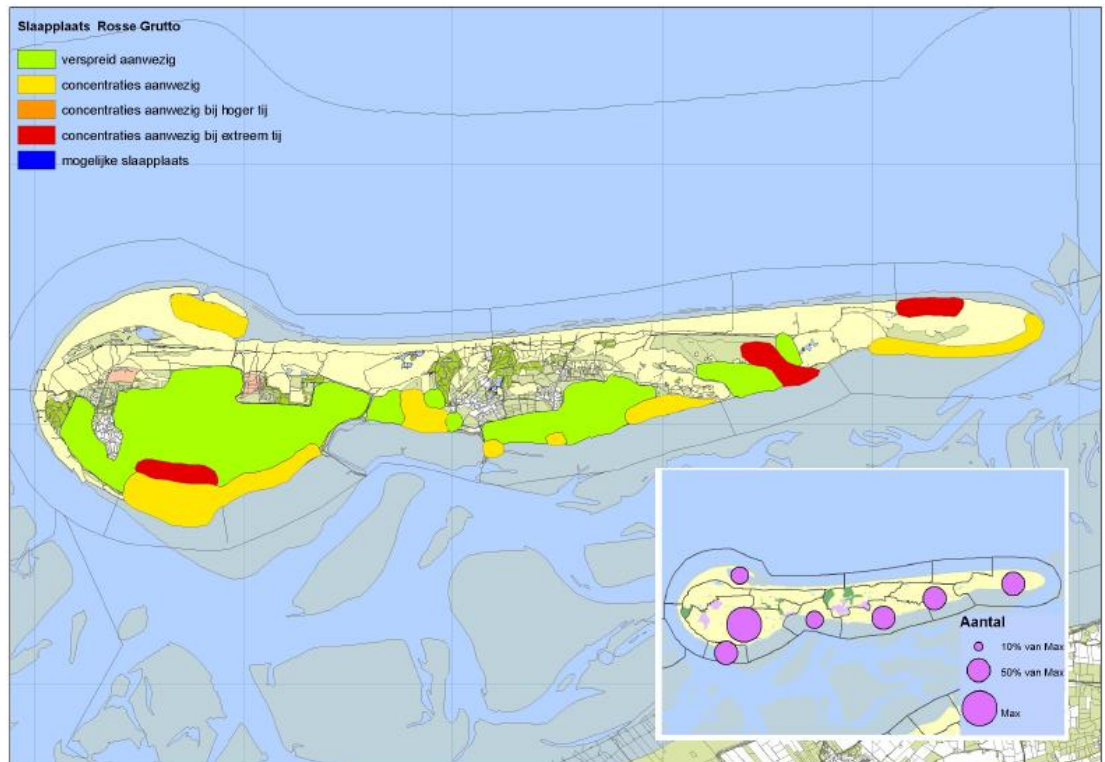 Slaapplaats Rosse Grutto
verspreid aanwezig
concentraties aanwezig
concentraties aanwezig bij hoger tij
concentraties aanwezig bij extreem tij
mogelijke slaapplaats
Aantal
10% van Max
50% van Max
Max